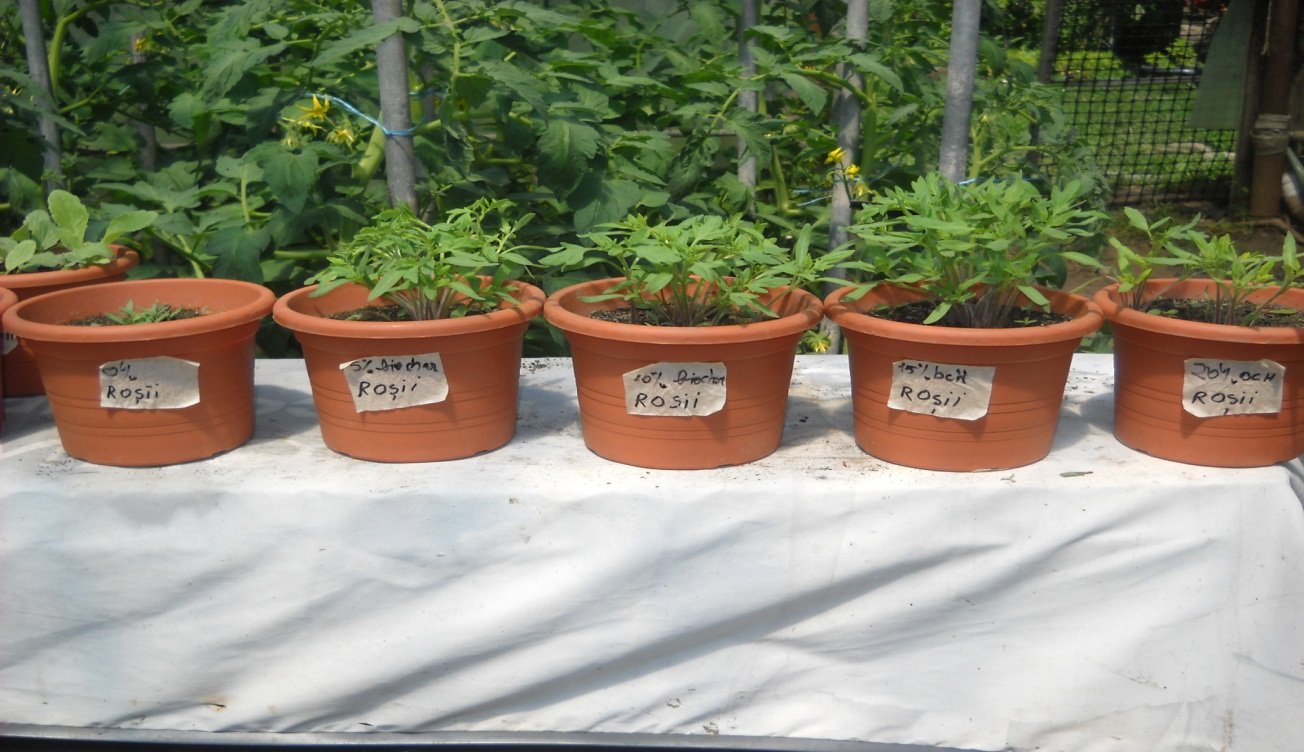 0%
ROȘII
5% biochar
ROȘII
10% biochar
ROSII
15% BCH
ROSII
20% BCH
ROSII